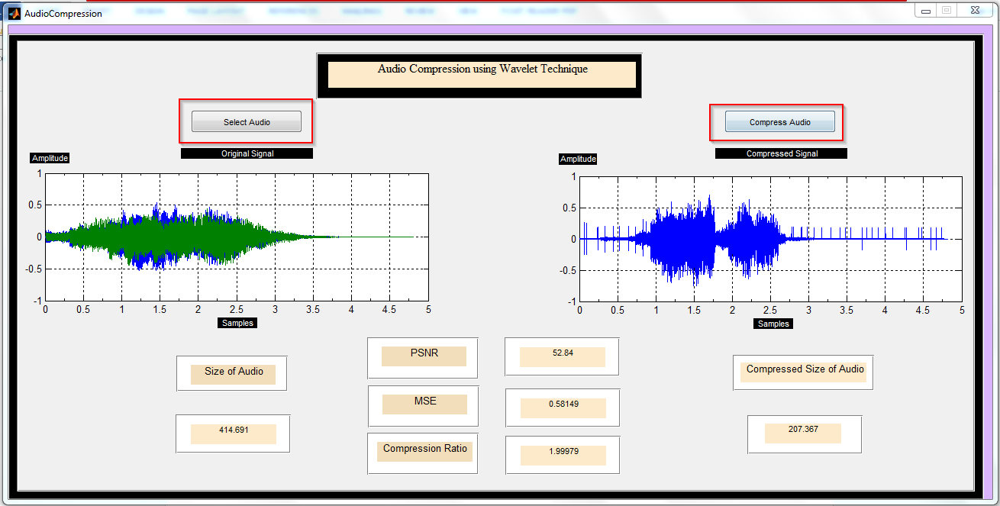 AudioCompression
Audio Compression using Wavelet Technique
Select Audio
Compress Audio
Original Signal
Compressed Signal
Amplitude
1
0.5
0
-0.5
-1
0 0.5 1 1.5 2 2.5 3 3.5 4 4.5 5
Samples
Amplitude
1
0.5
0
-0.5
-1
0 0.5 1 1.5 2 2.5 3 3.5 4 4.5 5
Samples
Size of Audio
414.691
PSNR
52.84
MSE
0.58149
Compression Ratio
1.99979
Compressed Size of Audio
207.367